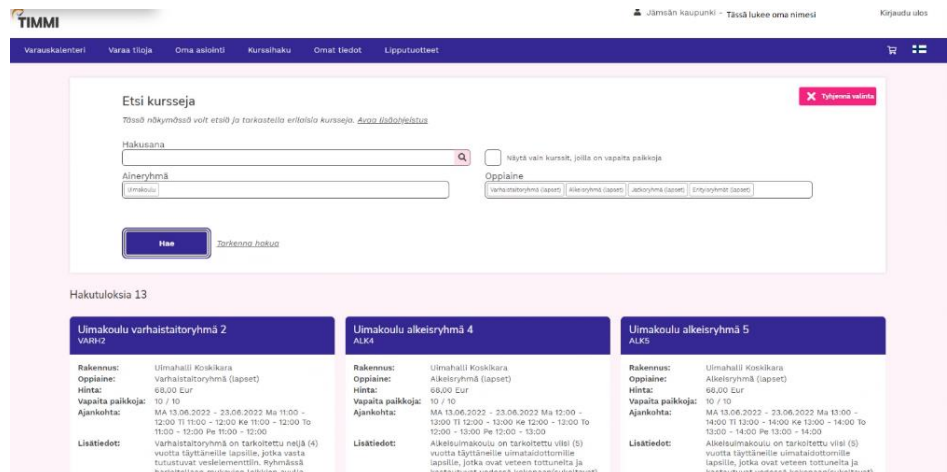 TIMMI
Jämsän kaupunki - Tässä lukee oma nimesi
Kirjaudu ulos
Varauskalenteri Varaa tiloja Oma asiointi Kurssihaku Omat tiedot Lipputuotteet
Etsi kursseja
Tyhjennä valinta
Tässä näkymässä voit etsiä ja tarkastella erilaisia kursseja. Avaa lisäohjeistus
Hakusana
Näytä vain kurssit, joilla on vapaita paikkoja
Aineryhmä
Oppiaine
Uimakoulu
Varhaistaitoryhmä (lapset) Alkeisryhmä (lapset) Jatkoryhmä (lapset) Erityisryhmät (lapset)
Hae
Tarkenna hakua
Hakutuloksia 13
Uimakoulu varhaistaitoryhmä 2
VARH2
Rakennus: Uimahalli Koskikara
Oppiaine: Varhaistaitoryhmä (lapset)
Hinta: 68,00 Eur
Vapaita paikkoja: 10 / 10
Ajankohta: MA 13.06.2022 - 23.06.2022 Ma 11:00 -
12:00 Ti 11:00 - 12:00 Ke 11:00 - 12:00 To
11:00 - 12:00 Pe 11:00 - 12:00
Lisätiedot: Varhaistaitoryhmä on tarkoitettu neljä (4)
vuotta täyttäneille lapsille, jotka vasta
tutustuvat vesielementtiin. Ryhmässä
Uimakoulu alkeisryhmä 4
ALK4
Rakennus: Uimahalli Koskikara
Oppiaine: Alkeisryhmä (lapset)
Hinta: 68,00 Eur
Vapaita paikkoja: 10 / 10
Ajankohta: MA 13.06.2022 - 23.06.2022 Ma 12:00 -
13:00 Ti 12:00 - 13:00 Ke 12:00 - 13:00 To
12:00 - 13:00 Pe 12:00 - 13:00
Lisätiedot: Alkeisuimakoulu on tarkoitettu viisi (5)
vuotta täyttäneille uimataidottomille
lapsille, jotka ovat veteen tottuneita ja
Uimakoulu alkeisryhmä 5
ALK5
Rakennus: Uimahalli Koskikara
Oppiaine: Alkeisryhmä (lapset)
Hinta: 68,00 Eur
Vapaita paikkoja: 10 / 10
Ajankohta: MA 13.06.2022 - 23.06.2022 Ma 13:00 -
14:00 Ti 13:00 - 14:00 Ke 13:00 - 14:00 To
13:00 - 14:00 Pe 13:00 - 14:00
Lisätiedot: Alkeisuimakoulu on tarkoitettu viisi (5)
vuotta täyttäneille uimataidottomille
lapsille, jotka ovat veteen tottuneita ja